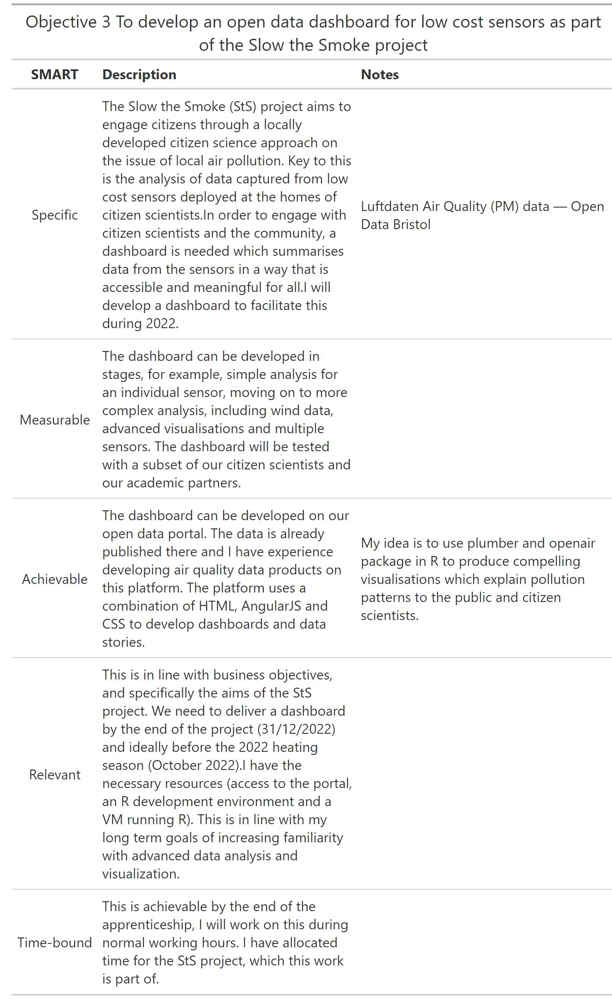 Objective 3 To develop an open data dashboard for low cost sensors as part
of the Slow the Smoke project
SMART Description Notes
Specific
The Slow the Smoke (StS) project aims to
engage citizens through a locally
developed citizen science approach on
the issue of local air pollution. Key to this
is the analysis of data captured from low
cost sensors deployed at the homes of
citizen scientists.In order to engage with
citizen scientists and the community, a
dashboard is needed which summarises
data from the sensors in a way that is
accessible and meaningful for all.I will
develop a dashboard to facilitate this
during 2022.
Luftdaten Air Quality (PM) data — Open
Data Bristol
Measurable
The dashboard can be developed in
stages, for example, simple analysis for
an individual sensor, moving on to more
complex analysis, including wind data,
advanced visualisations and multiple
sensors. The dashboard will be tested
with a subset of our citizen scientists and
our academic partners.
Achievable
The dashboard can be developed on our
open data portal. The data is already
published there and I have experience
developing air quality data products on
this platform. The platform uses a
combination of HTML, AngularJS and
CSS to develop dashboards and data
stories.
My idea is to use plumber and openair
package in R to produce compelling
visualisations which explain pollution
patterns to the public and citizen
scientists.
Relevant
This is in line with business objectives,
and specifically the aims of the StS
project. We need to deliver a dashboard
by the end of the project (31/12/2022)
and ideally before the 2022 heating
season (October 2022).I have the
necessary resources (access to the portal,
an R development environment and a
VM running R). This is in line with my
long term goals of increasing familiarity
with advanced data analysis and
visualization.
Time-bound
This is achievable by the end of the
apprenticeship, I will work on this during
normal working hours. I have allocated
time for the StS project, which this work
is part of.